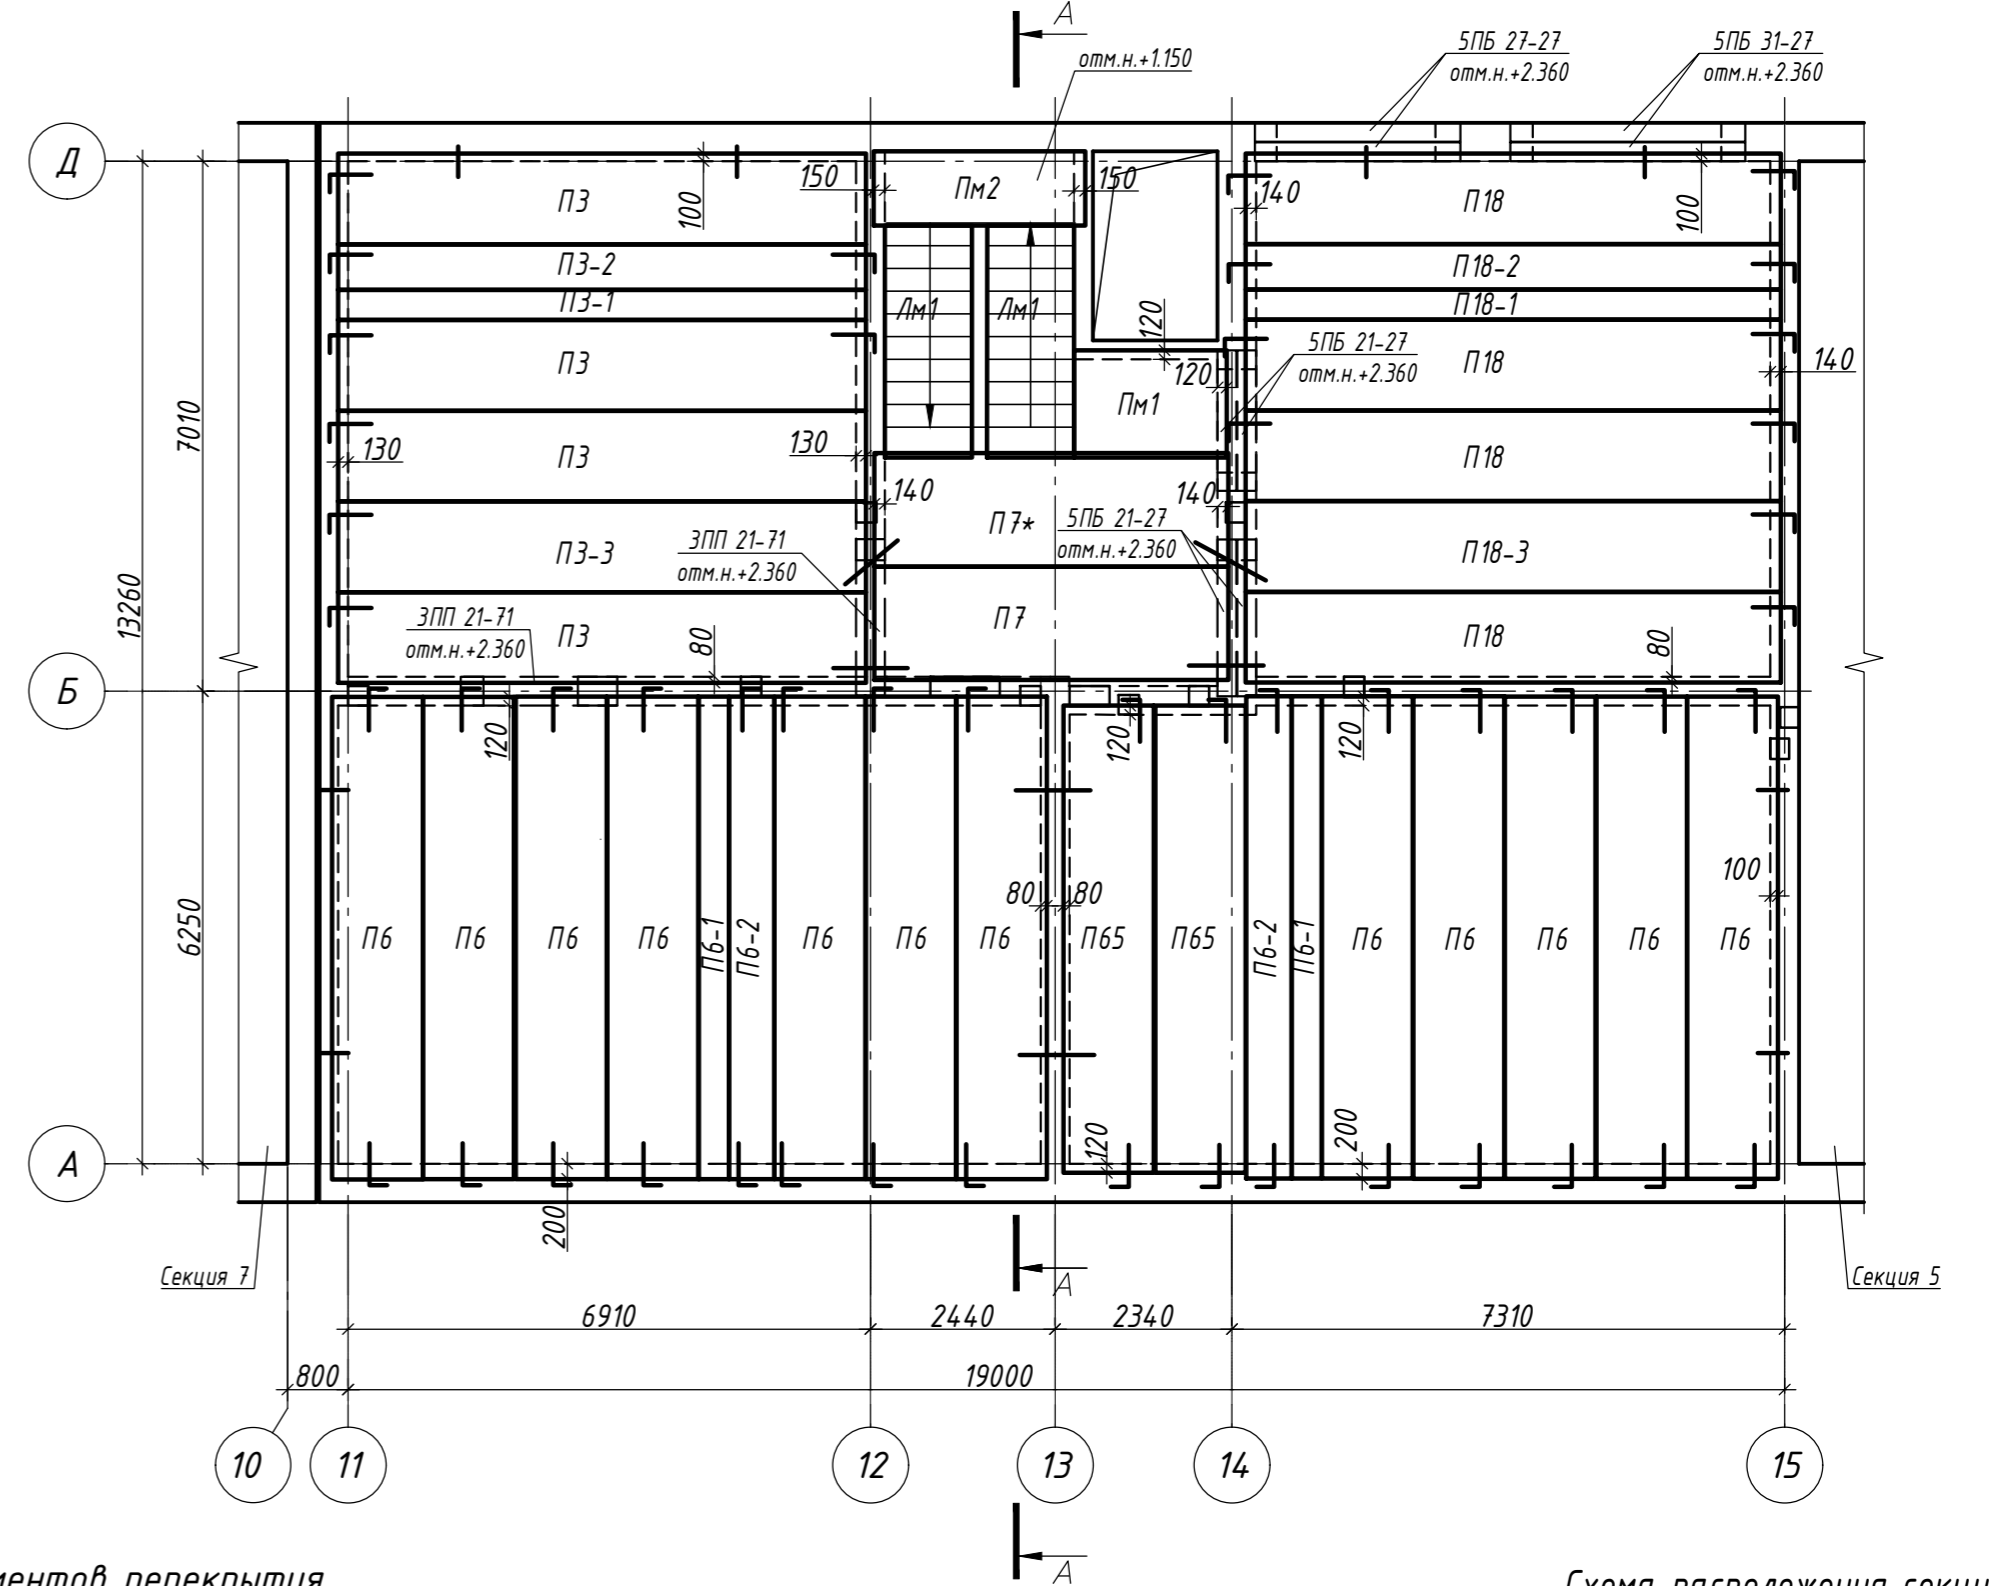 А
отм.н.+1.150
5ПБ 27-27
отм.н.+2.360
5ПБ 31-27
отм.н.+2.360
Д
П3
100
150
Пм2
150
140
П18
100
П3-2
П18-2
П3-1
П18-1
Лм1
Лм1
120
5ПБ 21-27
отм.н.+2.360
П3
П18
140
120
Пм1
7010
130
П3
130
П18
140
140
П7*
5ПБ 21-27
отм.н.+2.360
3ПП 21-71
отм.н.+2.360
П3-3
П18-3
13260
3ПП 21-71
отм.н.+2.360
П3
80
П7
П18
80
Б
120
120
120
6250
80
80
100
П6
П6
П6
П6
П6-1
П6-2
П6
П6
П6
П65
П65
П6-2
П6-1
П6
П6
П6
П6
П6
А
120
200
200
Секция 7
А
Секция 5
6910
2440
2340
7310
800
19000
10
11
12
13
14
15
А
ментов перекрытия
Схема расположения секци